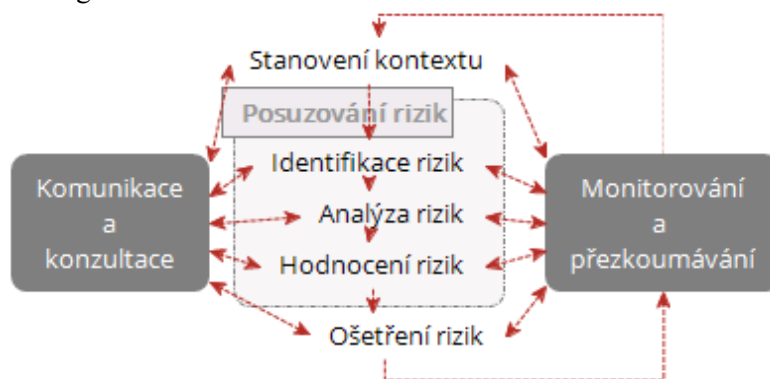 Stanovení kontextu
Posuzování rizik
Identifikace rizik
Komunikace
a
konzultace
Analýza rizik
Monitorování
a
přezkoumávání
Hodnocení rizik
Ošetření rizik